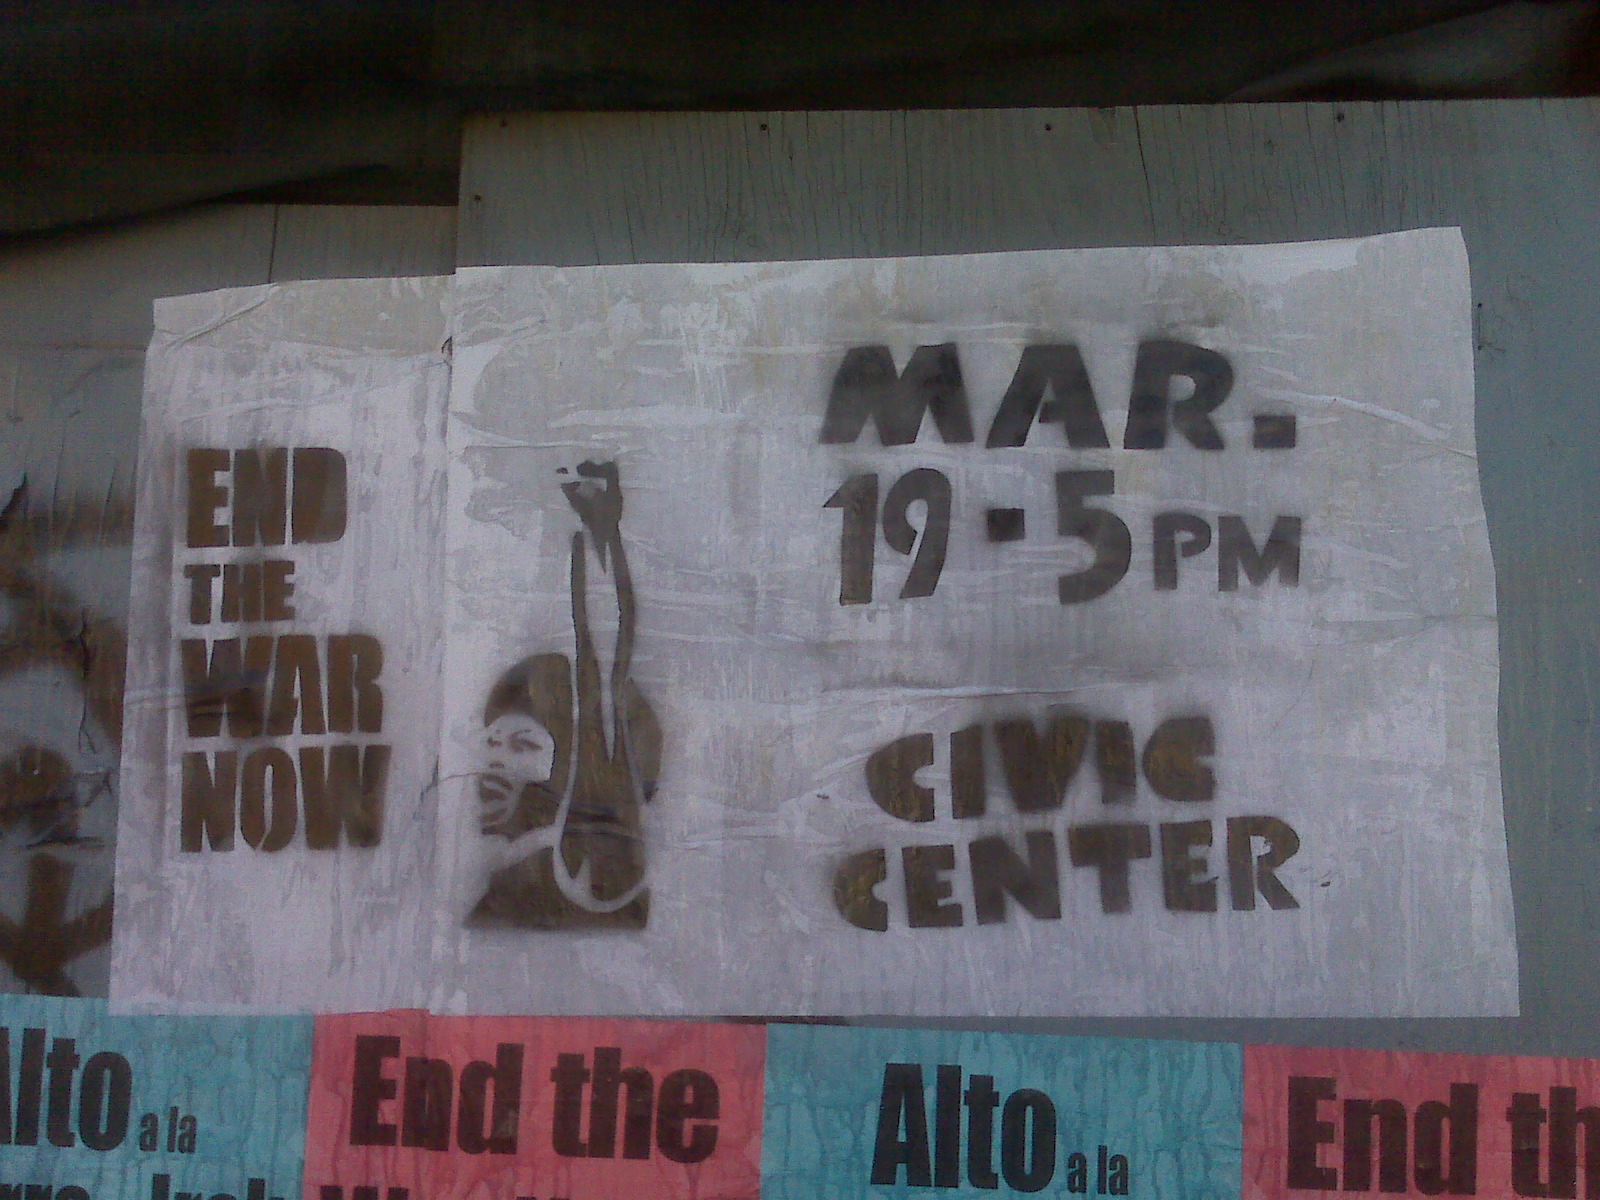 END
THE
WAR
NOW
MAR.
19 · 5 PM
CIVIC
CENTER
Alto a la
End the
Alto a la
End th